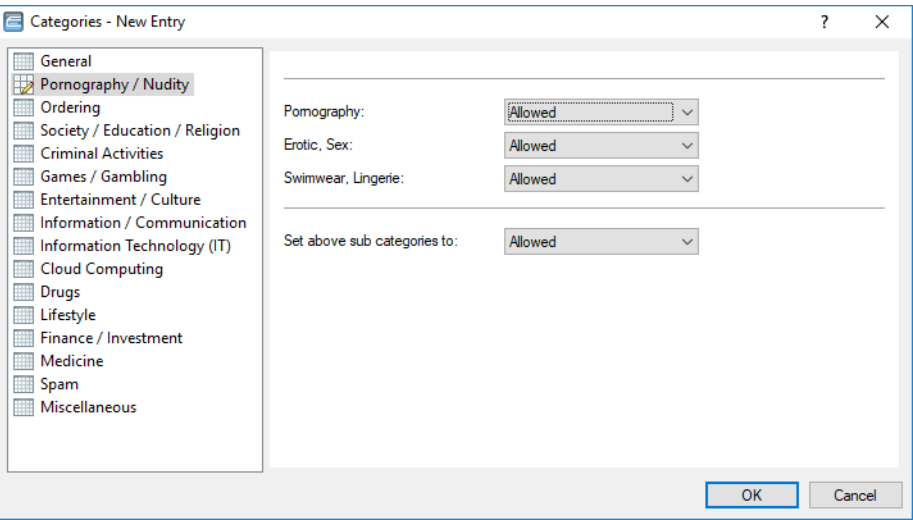 Categories - New Entry
?
General
Pornography / Nudity
Ordering
Society / Education / Religion
Criminal Activities
Games / Gambling
Entertainment / Culture
Information / Communication
Information Technology (IT)
Cloud Computing
Drugs
Lifestyle
Finance / Investment
Medicine
Spam
Miscellaneous
Pornography: Allowed
Erotic, Sex: Allowed
Swimwear, Lingerie: Allowed
Set above sub categories to: Allowed
OK Cancel